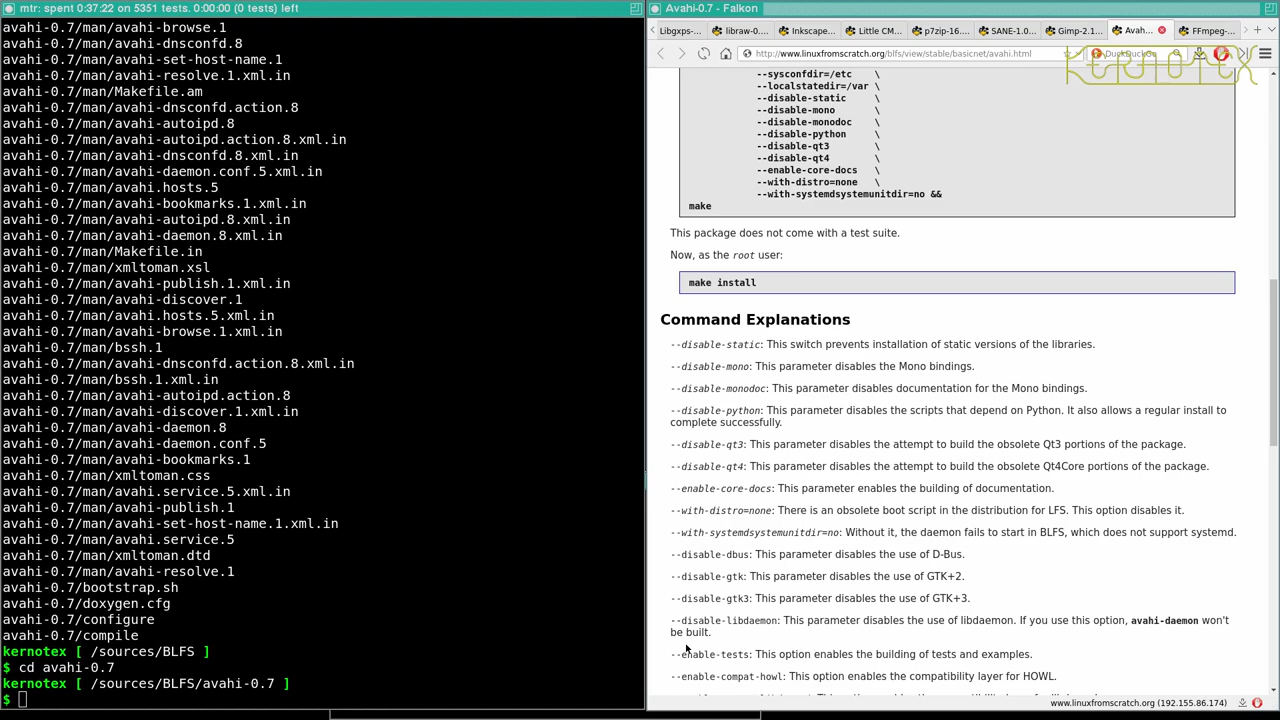 mtr: spent 0:37:22 on 5351 tests. 0:00:00 (0 tests) left
avahi-0.7/man/avahi-browse.1
avahi-0.7/man/avahi-dnsconfd.8
avahi-0.7/man/avahi-set-host-name.1
avahi-0.7/man/avahi-resolve.1.xml.in
avahi-0.7/man/Makefile.am
avahi-0.7/man/avahi-dnsconfd.action.8
avahi-0.7/man/avahi-autoipd.8
avahi-0.7/man/avahi-autoipd.action.8.xml.in
avahi-0.7/man/avahi-dnsconfd.8.xml.in
avahi-0.7/man/avahi-daemon.conf.5.xml.in
avahi-0.7/man/avahi.hosts.5
avahi-0.7/man/avahi-bookmarks.1.xml.in
avahi-0.7/man/avahi-autoipd.8.xml.in
avahi-0.7/man/avahi-daemon.8.xml.in
avahi-0.7/man/Makefile.in
avahi-0.7/man/xmltoman.xsl
avahi-0.7/man/avahi-publish.1.xml.in
avahi-0.7/man/avahi-discover.1
avahi-0.7/man/avahi.hosts.5.xml.in
avahi-0.7/man/avahi-browse.1.xml.in
avahi-0.7/man/bssh.1
avahi-0.7/man/avahi-dnsconfd.action.8.xml.in
avahi-0.7/man/bssh.1.xml.in
avahi-0.7/man/avahi-autoipd.action.8
avahi-0.7/man/avahi-discover.1.xml.in
avahi-0.7/man/avahi-daemon.8
avahi-0.7/man/avahi-daemon.conf.5
avahi-0.7/man/avahi-bookmarks.1
avahi-0.7/man/xmltoman.css
avahi-0.7/man/avahi.service.5.xml.in
avahi-0.7/man/avahi-publish.1
avahi-0.7/man/avahi-set-host-name.1.xml.in
avahi-0.7/man/avahi.service.5
avahi-0.7/man/xmltoman.dtd
avahi-0.7/man/avahi-resolve.1
avahi-0.7/bootstrap.sh
avahi-0.7/doxygen.cfg
avahi-0.7/configure
avahi-0.7/compile
kernotex [ /sources/BLFS ]
$ cd avahi-0.7
kernotex [ /sources/BLFS/avahi-0.7 ]
$
Avahi-0.7 - Falkon
Libgxps-... libraw-0.... Inkscape... Little CM... p7zip-16.... SANE-1.0... Gimp-2.1... Avah... FFmpeg-...
http://www.linuxfromscratch.org/blfs/view/stable/basicnet/avahi.html DuckDuckGo
KERNOTEX
--sysconfdir=/etc \
--localstatedir=/var \
--disable-static \
--disable-mono \
--disable-monodoc \
--disable-python \
--disable-qt3 \
--disable-qt4 \
--enable-core-docs \
--with-distro=none \
--with-systemdsystemunitdir=no &&
make
This package does not come with a test suite.
Now, as the root user:
make install
Command Explanations
--disable-static: This switch prevents installation of static versions of the libraries.
--disable-mono: This parameter disables the Mono bindings.
--disable-monodoc: This parameter disables documentation for the Mono bindings.
--disable-python: This parameter disables the scripts that depend on Python. It also allows a regular install to
complete successfully.
--disable-qt3: This parameter disables the attempt to build the obsolete Qt3 portions of the package.
--disable-qt4: This parameter disables the attempt to build the obsolete Qt4Core portions of the package.
--enable-core-docs: This parameter enables the building of documentation.
--with-distro=none: There is an obsolete boot script in the distribution for LFS. This option disables it.
--with-systemdsystemunitdir=no: Without it, the daemon fails to start in BLFS, which does not support systemd.
--disable-dbus: This parameter disables the use of D-Bus.
--disable-gtk: This parameter disables the use of GTK+2.
--disable-gtk3: This parameter disables the use of GTK+3.
--disable-libdaemon: This parameter disables the use of libdaemon. If you use this option, avahi-daemon won't
be built.
--enable-tests: This option enables the building of tests and examples.
--enable-compat-howl: This option enables the compatibility layer for HOWL.
www.linuxfromscratch.org (192.155.86.174)